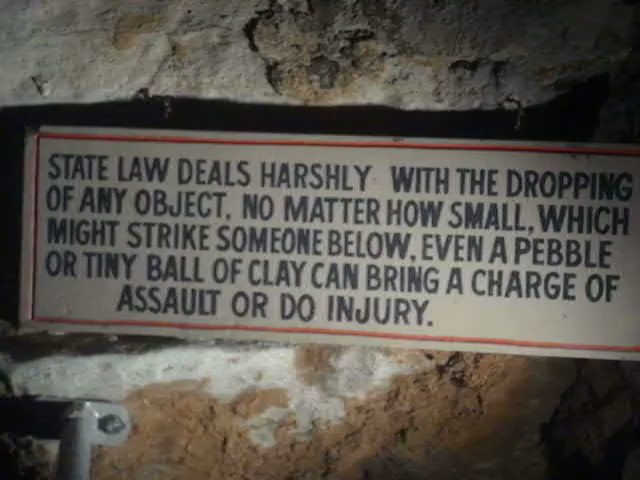 STATE LAW DEALS HARSHLY WITH THE DROPPING
OF ANY OBJECT, NO MATTER HOW SMALL, WHICH
MIGHT STRIKE SOMEONE BELOW, EVEN A PEBBLE
OR TINY BALL OF CLAY CAN BRING A CHARGE OF
ASSAULT OR DO INJURY.